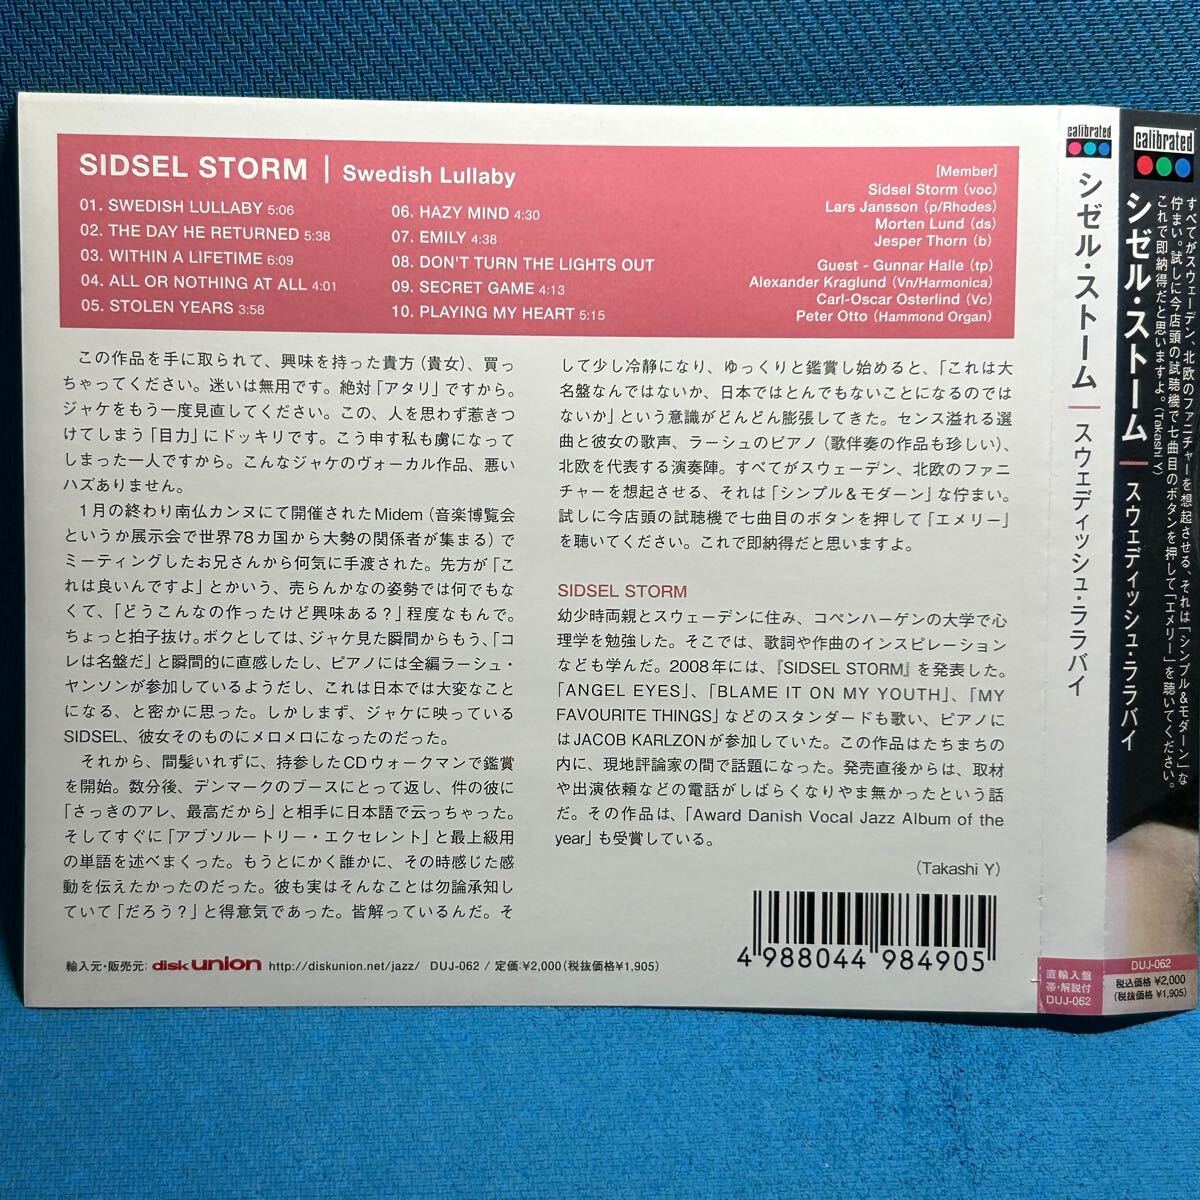 SIDSEL STORM | Swedish Lullaby
01. SWEDISH LULLABY 5:06
02. THE DAY HE RETURNED 5:38
03. WITHIN A LIFETIME 6:09
04. ALL OR NOTHING AT ALL 4:01
05. STOLEN YEARS 3:58
06. HAZY MIND 4:30
07. EMILY 4:38
08. DON'T TURN THE LIGHTS OUT
09. SECRET GAME 4:13
10. PLAYING MY HEART 5:15
[Member]
Sidsel Storm (voc)
Lars Jansson (p/Rhodes)
Morten Lund (ds)
Jesper Thorn (b)
Guest - Gunnar Halle (tp)
Alexander Kraglund (Vn/Harmonica)
Carl-Oscar Osterlind (Vc)
Peter Otto (Hammond Organ)
この作品を手に取られて、興味を持った貴方（貴女）、買っ
ちゃってください。迷いは無用です。絶対「アタリ」ですから。
ジャケをもう一度見直してください。この、人を思わず惹きつ
けてしまう「目力」にドッキリです。こう申す私も虜になって
しまった一人ですから。こんなジャケのヴォーカル作品、悪い
ハズありません。
1月の終わり南仏カンヌにて開催されたMidem（音楽博覧会
というか展示会で世界78カ国から大勢の関係者が集まる）で
ミーティングしたお兄さんから何気に手渡された。先方が「こ
れは良いんですよ」とかいう、売らんかなの姿勢では何でもな
くて、「どうこんなの作ったけど興味ある？」程度なもんで。
ちょっと拍子抜け。ボクとしては、ジャケ見た瞬間からもう、「コ
レは名盤だ」と瞬間的に直感したし、ピアノには全編ラーシュ・
ヤンソンが参加しているようだし、これは日本では大変なこと
になる、と密かに思った。しかしまず、ジャケに映っている
SIDSEL、彼女そのものにメロメロになったのだった。
それから、間髪いれずに、持参したCDウォークマンで鑑賞
を開始。数分後、デンマークのブースにとって返し、件の彼に
「さっきのアレ、最高だから」と相手に日本語で云っちゃった。
そしてすぐに「アブソルートリー・エクセレント」と最上級用
の単語を述べまくった。もうとにかく誰かに、その時感じた感
動を伝えたかったのだった。彼も実はそんなことは勿論承知し
ていて「だろう？」と得意気であった。皆解っているんだ。そ
して少し冷静になり、ゆっくりと鑑賞し始めると、「これは大
名盤なんではないか、日本ではとんでもないことになるのでは
ないか」という意識がどんどん膨張してきた。センス溢れる選
曲と彼女の歌声、ラーシュのピアノ（歌伴奏の作品も珍しい）、
北欧を代表する演奏陣。すべてがスウェーデン、北欧のファニ
チャーを想起させる、それは「シンプル＆モダーン」な佇まい。
試しに今店頭の試聴機で七曲目のボタンを押して「エメリー」
を聴いてください。これで即納得だと思いますよ。
SIDSEL STORM
幼少時両親とスウェーデンに住み、コペンハーゲンの大学で心
理学を勉強した。そこでは、歌詞や作曲のインスピレーション
なども学んだ。2008年には、『SIDSEL STORM』を発表した。
「ANGEL EYES」、「BLAME IT ON MY YOUTH」、「MY
FAVOURITE THINGS」などのスタンダードも歌い、ピアノに
はJACOB KARLZONが参加していた。この作品はたちまちの
内に、現地評論家の間で話題になった。発売直後からは、取材
や出演依頼などの電話がしばらくなりやま無かったという話
だ。その作品は、「Award Danish Vocal Jazz Album of the
year」も受賞している。
（Takashi Y）
4 988044 984905
輸入元・販売元: disk union http://diskunion.net/jazz/ DUJ-062 / 定価:¥2,000（税抜価格¥1,905）
calibrated
シゼル・ストーム｜スウェディッシュ・ララバイ
直輸入盤
帯・解説付
DUJ-062
calibrated
シゼル・ストーム｜スウェディッシュ・ララバイ
すべてがスウェーデン、北欧のファニチャーを想起させる、それは「シンプル＆モダーン」な
佇まい。試しに今店頭の試聴機で七曲目のボタンを押して「エメリー」を聴いてください。
これで即納得だと思いますよ。(Takashi Y)
DUJ-062
税込価格 ¥2,000
(税抜価格 ¥1,905)